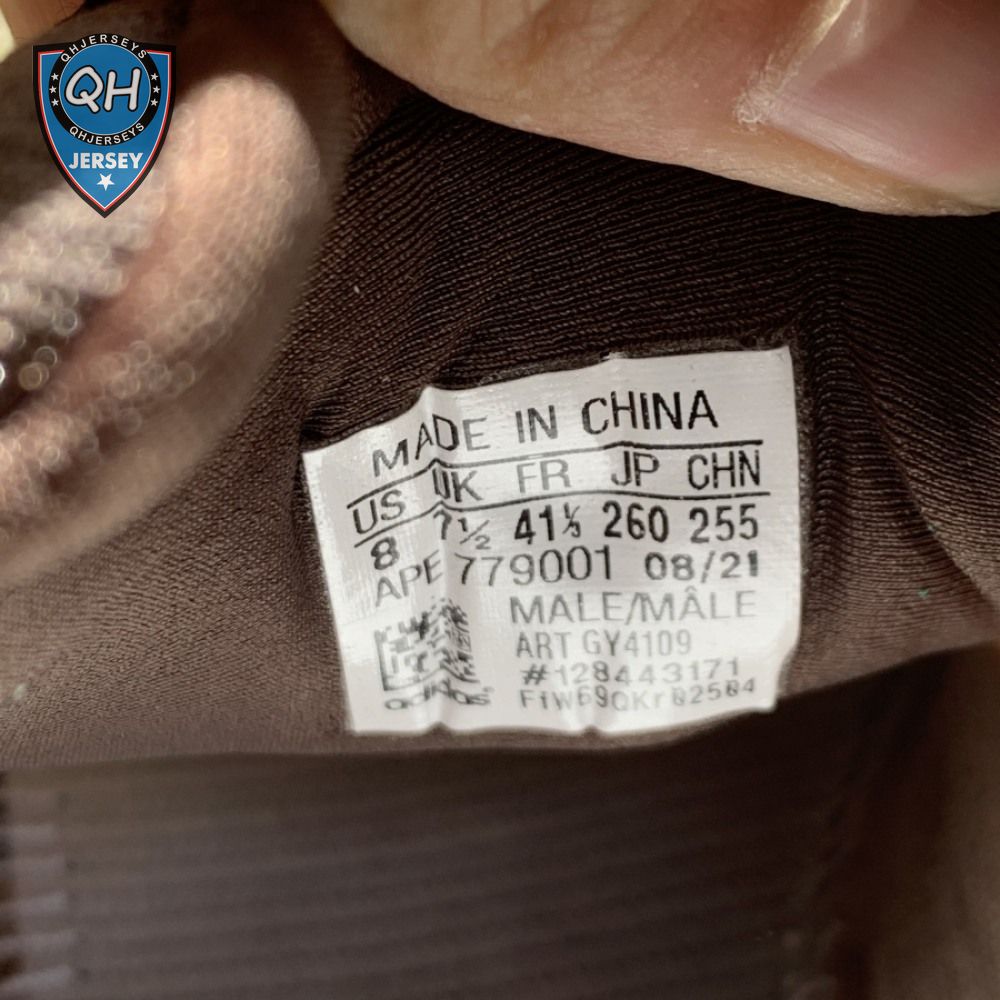 QHJERSEYS
QH
QHJERSEYS
JERSEY
MADE IN CHINA
US UK FR JP CHN
8 7½ 41⅓ 260 255
APE 779001 08/21
MALE/MÂLE
ART GY4109
#128443171
adidas